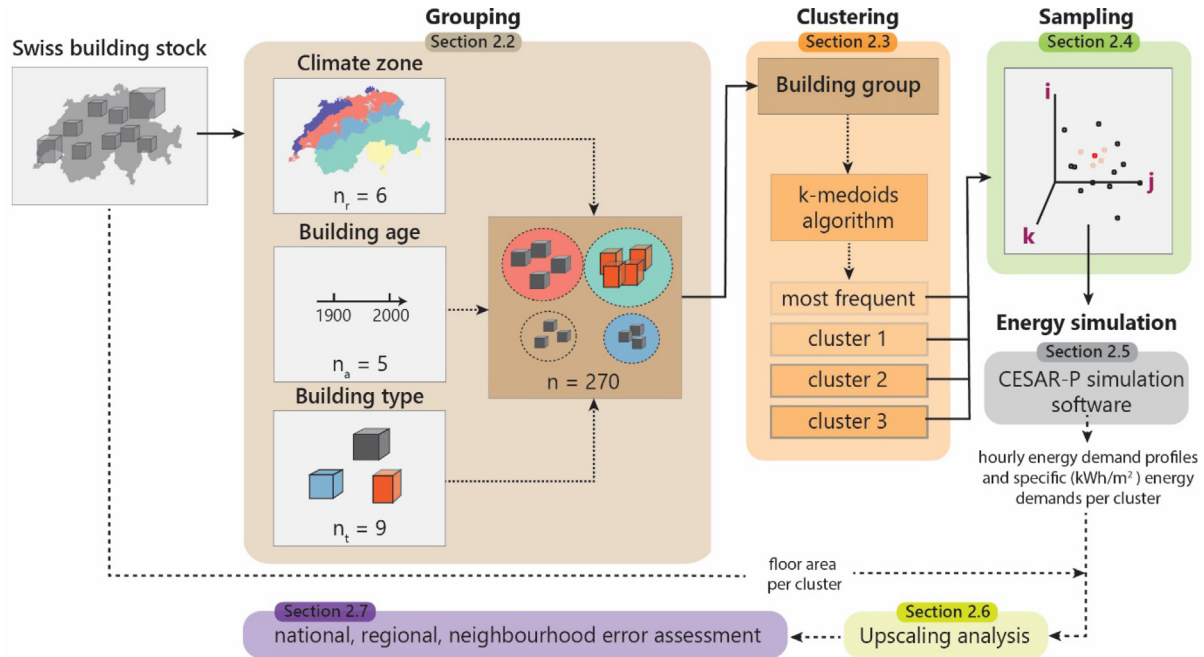 Swiss building stock
Grouping
Section 2.2
Climate zone
n_r = 6
Building age
1900 2000
n_a = 5
Building type
n_t = 9
n = 270
Clustering
Section 2.3
Building group
k-medoids
algorithm
most frequent
cluster 1
cluster 2
cluster 3
Sampling
Section 2.4
i
j
k
Energy simulation
Section 2.5
CESAR-P simulation
software
hourly energy demand profiles
and specific (kWh/m²) energy
demands per cluster
floor area
per cluster
Section 2.6
Upscaling analysis
Section 2.7
national, regional, neighbourhood error assessment